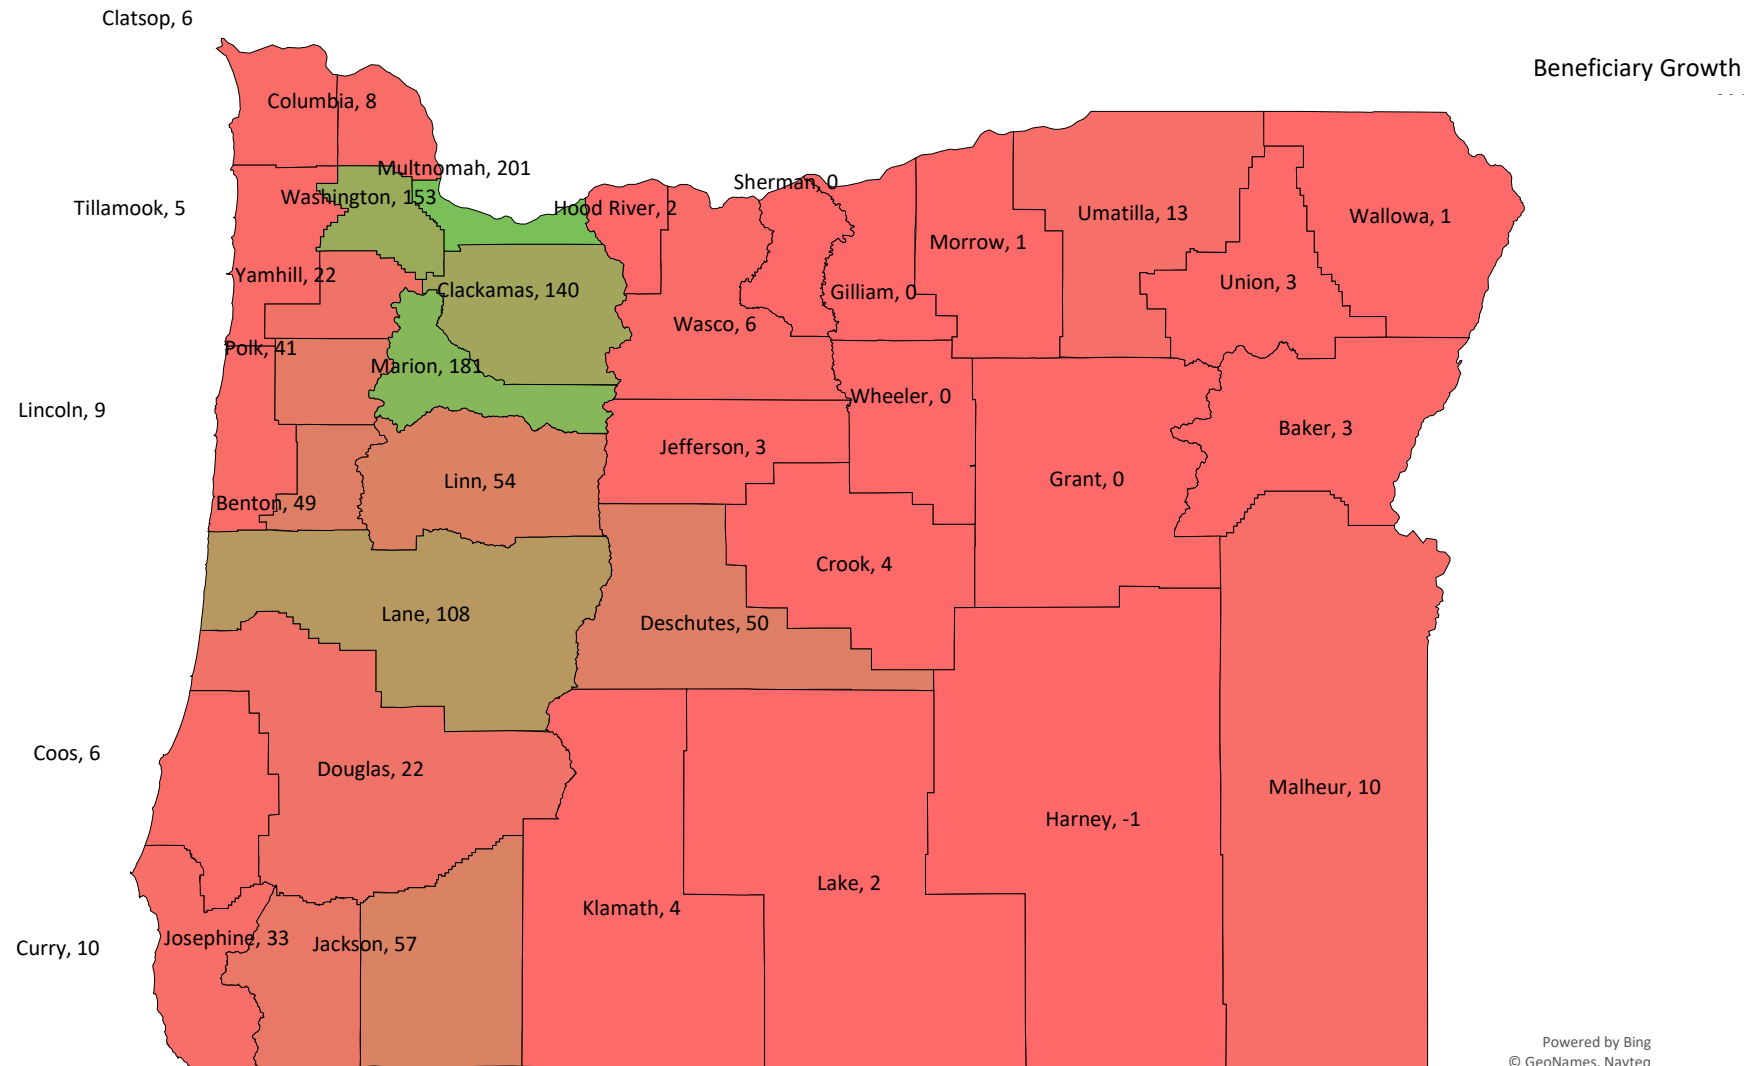 Clatsop, 6
Beneficiary Growth
Columbia, 8
Multnomah, 201
Sherman, 0
Washington, 153
Tillamook, 5
Hood River, 2
Umatilla, 13
Wallowa, 1
Morrow, 1
Yamhill, 22
Clackamas, 140
Gilliam, 0
Union, 3
Wasco, 6
Polk, 41
Marion, 181
Wheeler, 0
Lincoln, 9
Baker, 3
Jefferson, 3
Linn, 54
Grant, 0
Benton, 49
Crook, 4
Lane, 108
Deschutes, 50
Coos, 6
Douglas, 22
Malheur, 10
Harney, -1
Lake, 2
Klamath, 4
Josephine, 33
Jackson, 57
Curry, 10
Powered by Bing
© GeoNames, Navteq